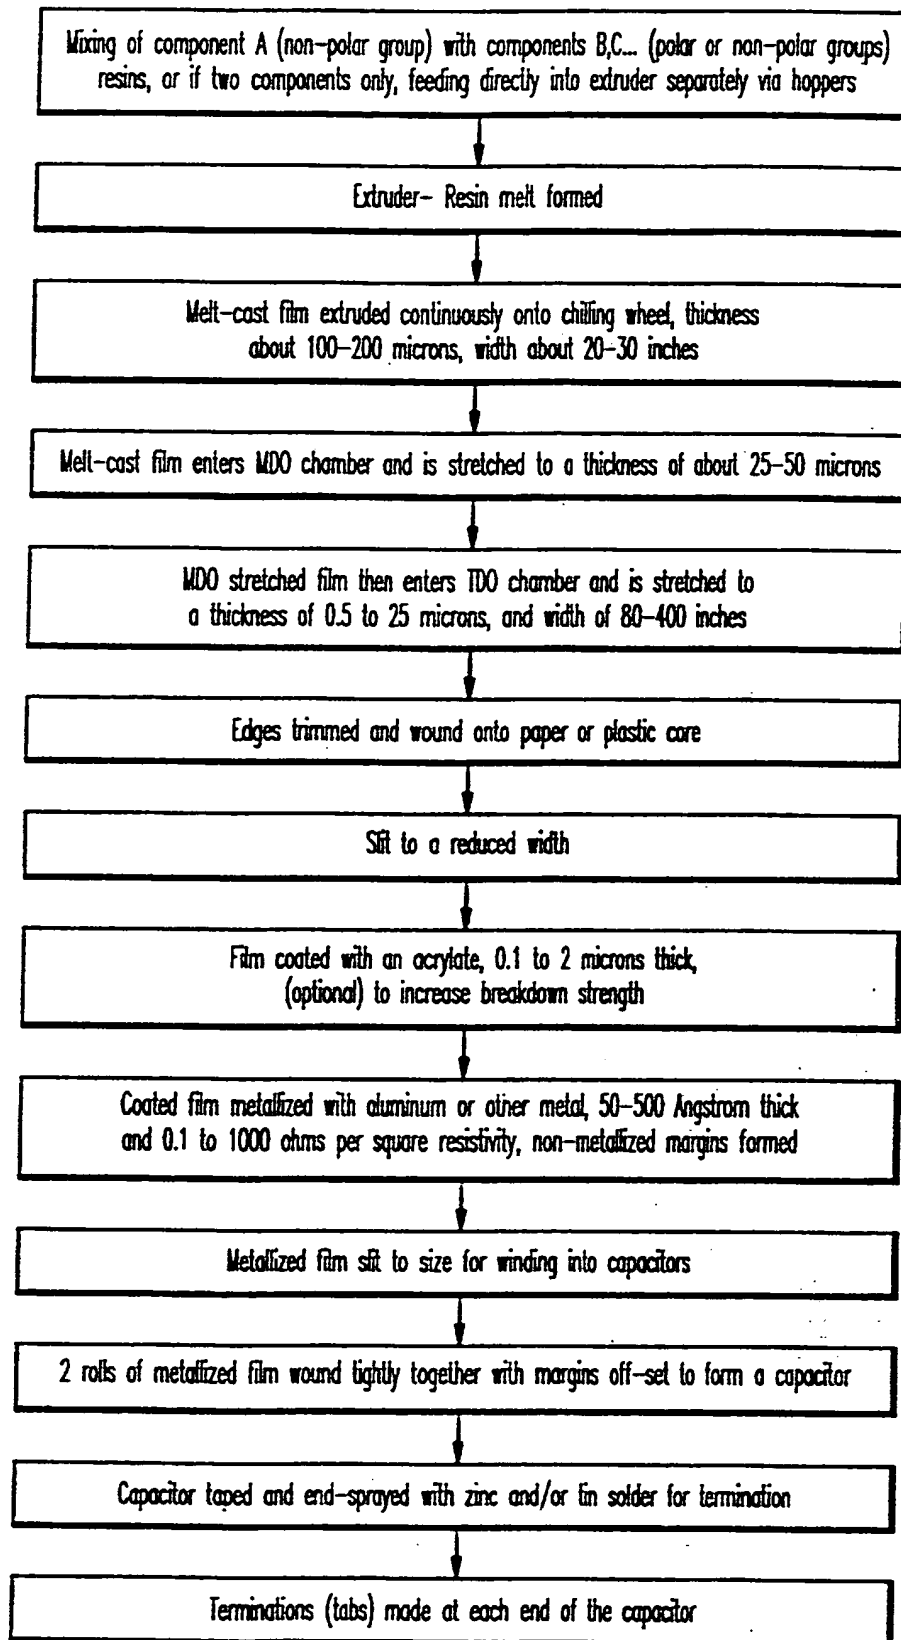 Mixing of component A (non-polar group) with components B,C... (polar or non-polar groups)
resins, or if two components only, feeding directly into extruder separately via hoppers
Extruder- Resin melt formed
Melt-cast film extruded continuously onto chilling wheel, thickness
about 100-200 microns, width about 20-30 inches
Melt-cast film enters MDO chamber and is stretched to a thickness of about 25-50 microns
MDO stretched film then enters TDO chamber and is stretched to
a thickness of 0.5 to 25 microns, and width of 80-400 inches
Edges trimmed and wound onto paper or plastic core
Slit to a reduced width
Film coated with an acrylate, 0.1 to 2 microns thick,
(optional) to increase breakdown strength
Coated film metallized with aluminum or other metal, 50-500 Angstrom thick
and 0.1 to 1000 ohms per square resistivity, non-metallized margins formed
Metallized film slit to size for winding into capacitors
2 rolls of metallized film wound tightly together with margins off-set to form a capacitor
Capacitor taped and end-sprayed with zinc and/or tin solder for termination
Terminations (tabs) made at each end of the capacitor